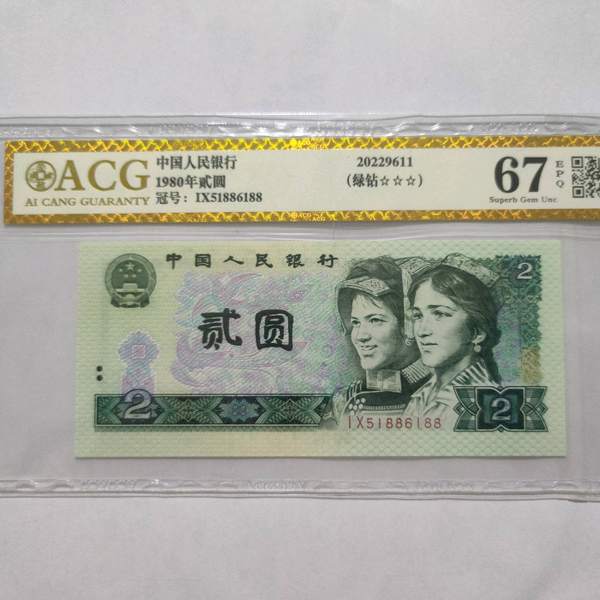 ACG
AI CANG GUARANTY
中国人民银行
1980年贰圆
冠号: IX51886188
20229611
(绿钻☆☆☆)
67
EPQ
Superb Gem Unc
ACG
中国人民银行
2
贰圆
2
2
IX51886188